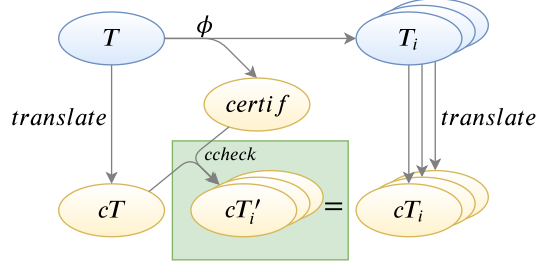 T
ϕ
T_i
translate
certif
translate
ccheck
cT
cT_i′
=
cT_i